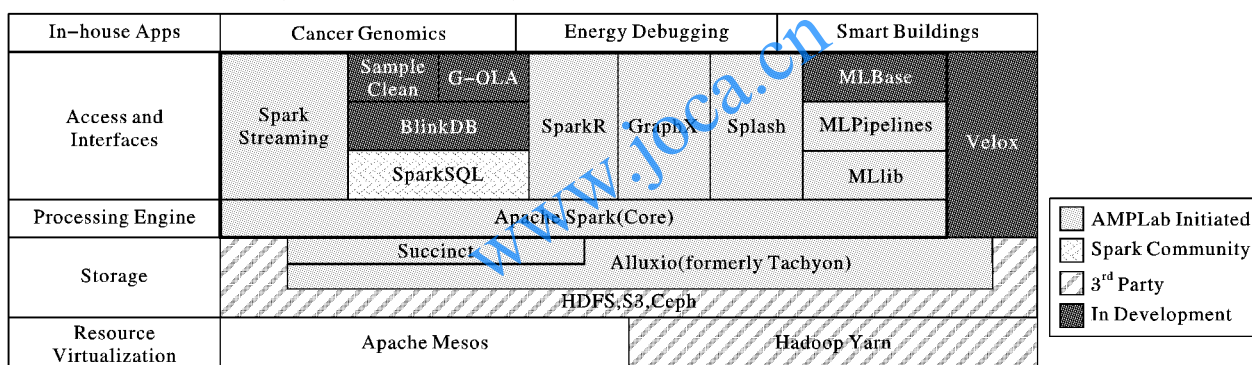 In-house Apps
Cancer Genomics
Energy Debugging
Smart Buildings
Access and
Interfaces
Spark
Streaming
Sample
Clean
G-OLA
BlinkDB
SparkSQL
SparkR
GraphX
Splash
MLBase
MLPipelines
MLlib
Velox
Processing Engine
Apache Spark(Core)
Storage
Succinct
Alluxio(formerly Tachyon)
HDFS,S3,Ceph
Resource
Virtualization
Apache Mesos
Hadoop Yarn
AMPLab Initiated
Spark Community
3rd Party
In Development
www.joca.cn